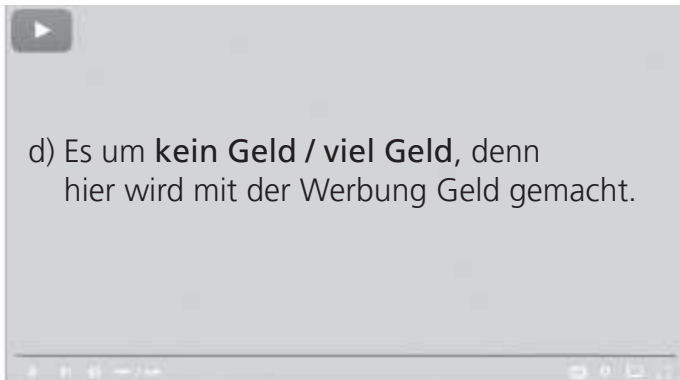 d) Es um kein Geld / viel Geld, denn
hier wird mit der Werbung Geld gemacht.